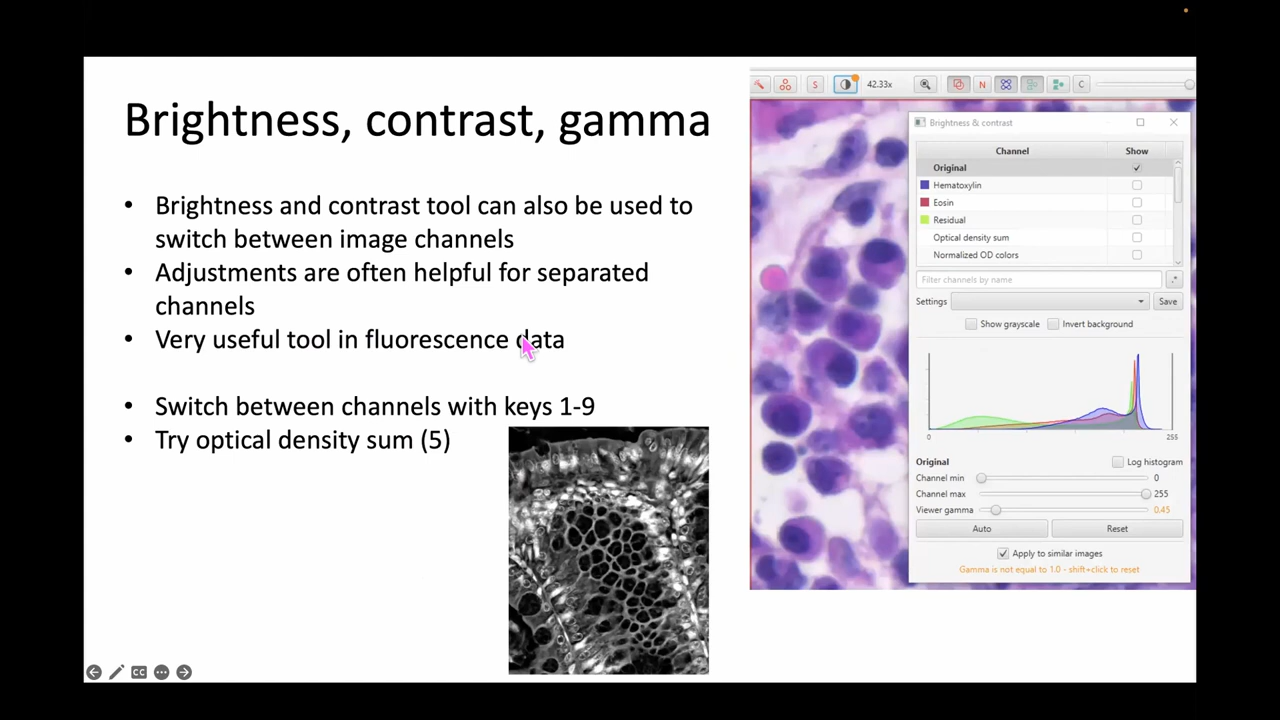 Brightness, contrast, gamma
• Brightness and contrast tool can also be used to
switch between image channels
• Adjustments are often helpful for separated
channels
• Very useful tool in fluorescence data
• Switch between channels with keys 1-9
• Try optical density sum (5)
S
42.33x
N
C
Brightness & contrast
Channel Show
Original
Hematoxylin
Eosin
Residual
Optical density sum
Normalized OD colors
Filter channels by name
.*
Settings Save
Show grayscale Invert background
0 255
Original Log histogram
Channel min 0
Channel max 255
Viewer gamma 0.45
Auto Reset
Apply to similar images
Gamma is not equal to 1.0 - shift+click to reset
CC